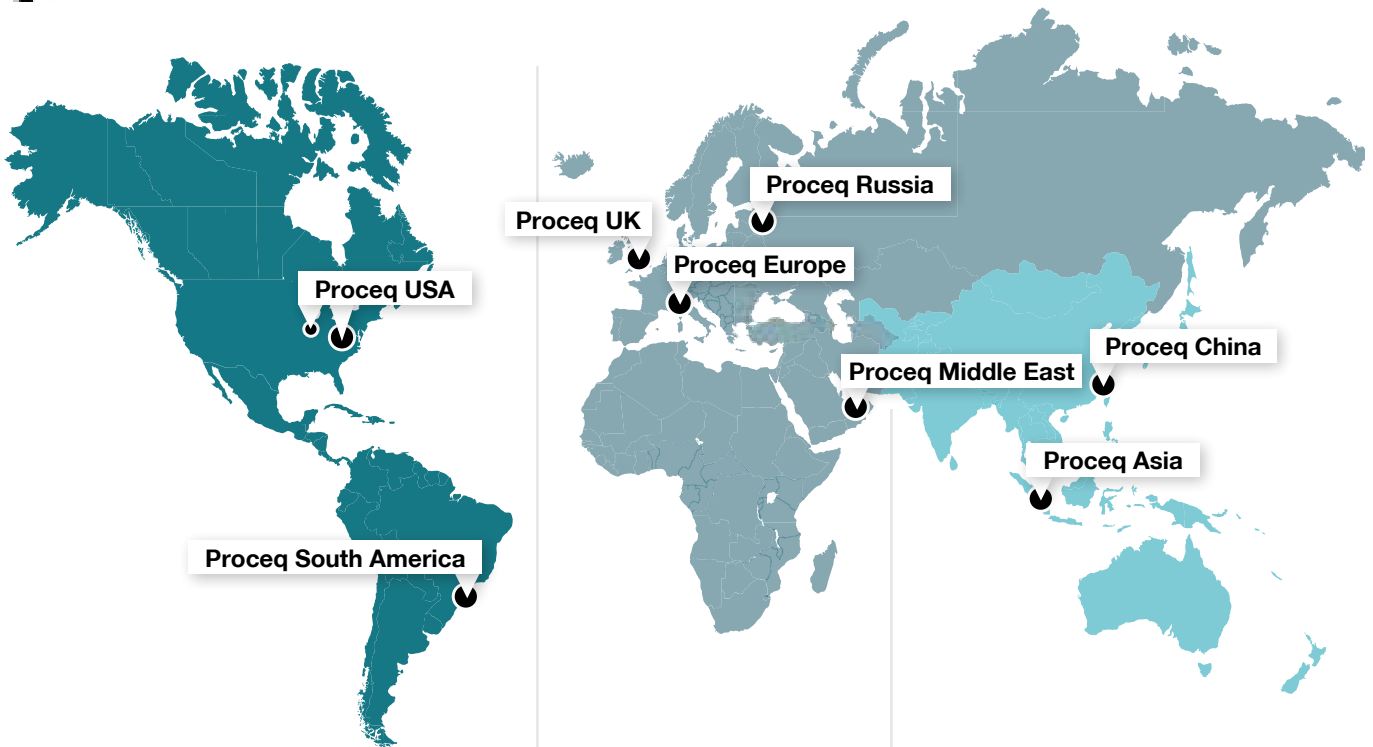 Proceq Russia
Proceq UK
Proceq Europe
Proceq USA
Proceq China
Proceq Middle East
Proceq Asia
Proceq South America